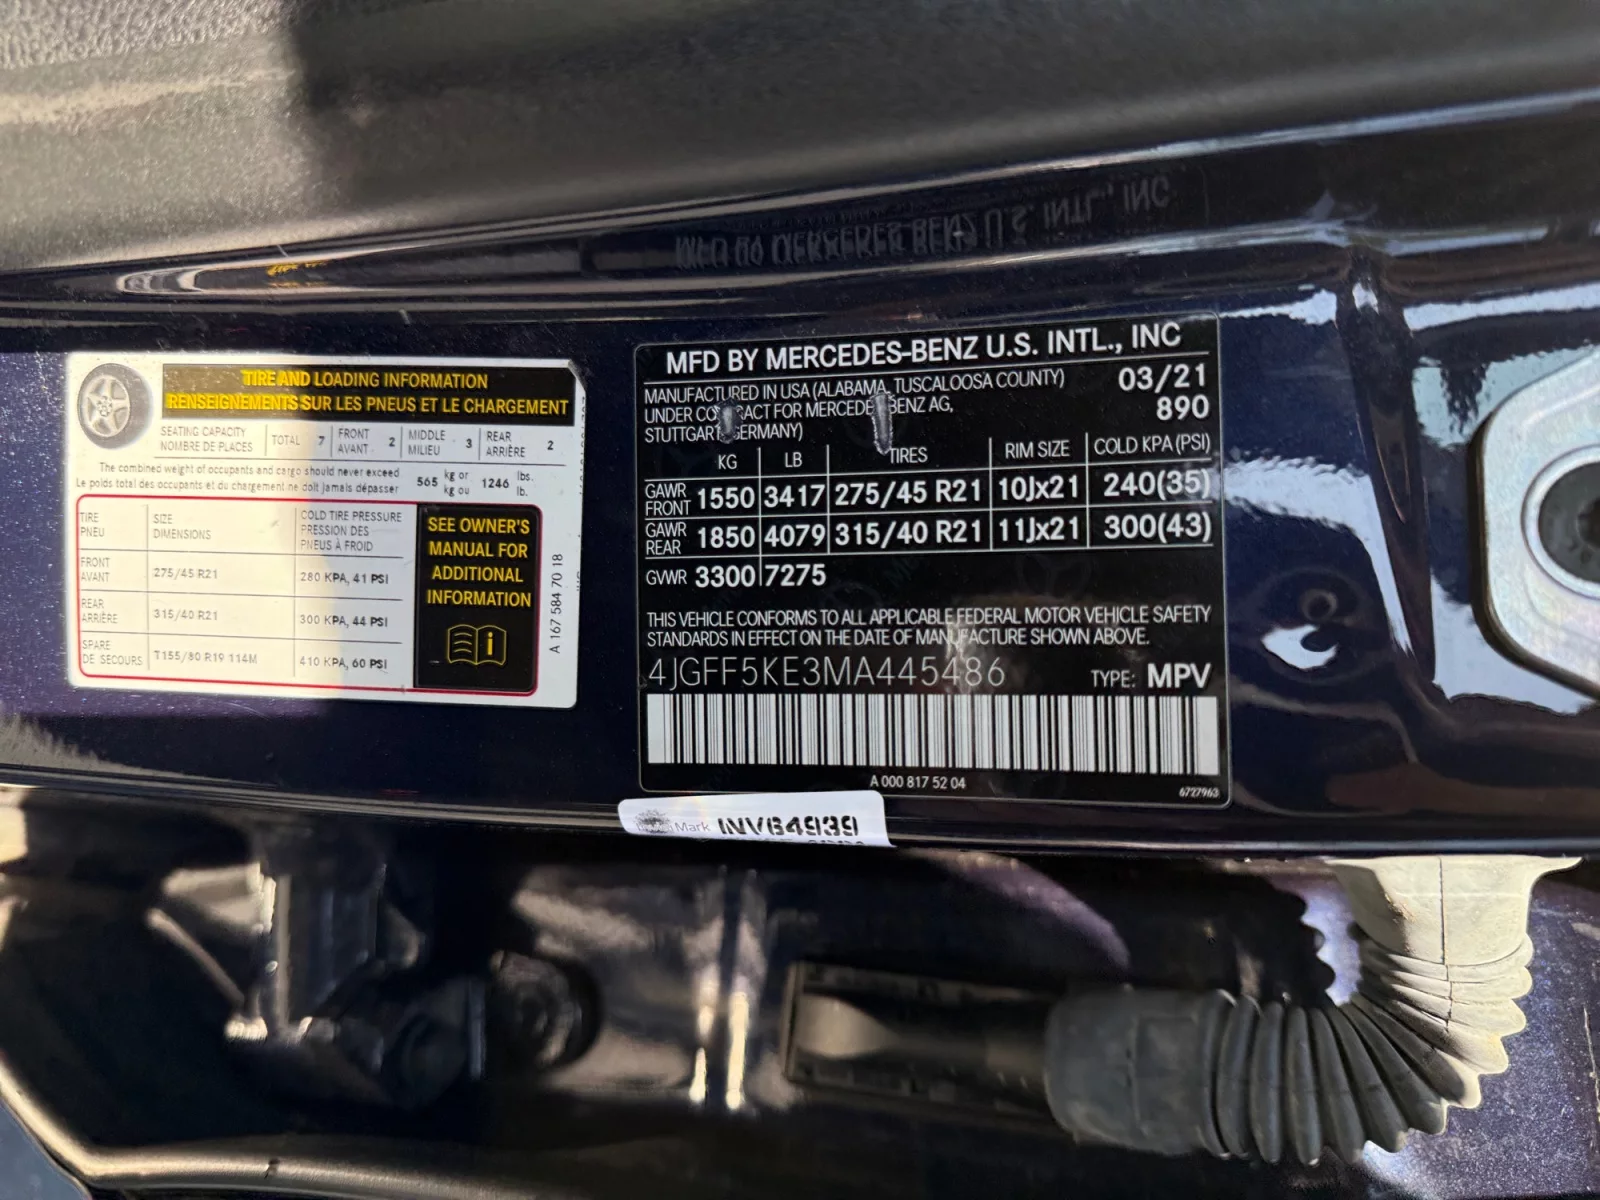 TIRE AND LOADING INFORMATION
RENSEIGNEMENTS SUR LES PNEUS ET LE CHARGEMENT
SEATING CAPACITY
NOMBRE DE PLACES
TOTAL 7
FRONT
AVANT 2
MIDDLE
MILIEU 3
REAR
ARRIÈRE 2
The combined weight of occupants and cargo should never exceed
Le poids total des occupants et du chargement ne doit jamais dépasser
565 kg or
kg ou
1246 lbs.
lb.
TIRE
PNEU
SIZE
DIMENSIONS
COLD TIRE PRESSURE
PRESSION DES
PNEUS À FROID
FRONT
AVANT
275/45 R21
280 KPA, 41 PSI
REAR
ARRIÈRE
315/40 R21
300 KPA, 44 PSI
SPARE
DE SECOURS
T155/80 R19 114M
410 KPA, 60 PSI
SEE OWNER'S
MANUAL FOR
ADDITIONAL
INFORMATION
i
A 167 584 70 18
MFD BY MERCEDES-BENZ U.S. INTL., INC
MANUFACTURED IN USA (ALABAMA, TUSCALOOSA COUNTY)
UNDER CONTRACT FOR MERCEDES-BENZ AG,
STUTTGART (GERMANY)
03/21
890
KG LB TIRES RIM SIZE COLD KPA (PSI)
GAWR
FRONT 1550 3417 275/45 R21 10Jx21 240(35)
GAWR
REAR 1850 4079 315/40 R21 11Jx21 300(43)
GVWR 3300 7275
THIS VEHICLE CONFORMS TO ALL APPLICABLE FEDERAL MOTOR VEHICLE SAFETY
STANDARDS IN EFFECT ON THE DATE OF MANUFACTURE SHOWN ABOVE.
4JGFF5KE3MA445486 TYPE: MPV
A 000 817 52 04
6727963
Mark INV64939